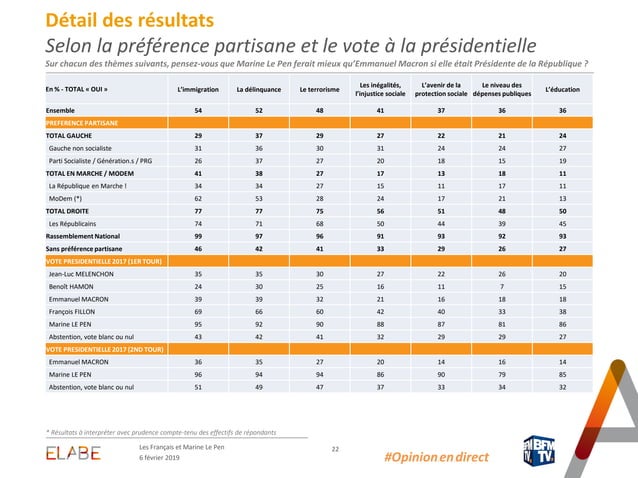 Détail des résultats
Selon la préférence partisane et le vote à la présidentielle
Sur chacun des thèmes suivants, pensez-vous que Marine Le Pen ferait mieux qu’Emmanuel Macron si elle était Présidente de la République ?
En % - TOTAL « OUI » L’immigration La délinquance Le terrorisme Les inégalités, l’injustice sociale L’avenir de la protection sociale Le niveau des dépenses publiques L’éducation
Ensemble 54 52 48 41 37 36 36
PREFERENCE PARTISANE
TOTAL GAUCHE 29 37 29 27 22 21 24
Gauche non socialiste 31 36 30 31 24 24 27
Parti Socialiste / Génération.s / PRG 26 37 27 20 18 15 19
TOTAL EN MARCHE / MODEM 41 38 27 17 13 18 11
La République en Marche ! 34 34 27 15 11 17 11
MoDem (*) 62 53 28 24 17 21 13
TOTAL DROITE 77 77 75 56 51 48 50
Les Républicains 74 71 68 50 44 39 45
Rassemblement National 99 97 96 91 93 92 93
Sans préférence partisane 46 42 41 33 29 26 27
VOTE PRESIDENTIELLE 2017 (1ER TOUR)
Jean-Luc MELENCHON 35 35 30 27 22 26 20
Benoît HAMON 24 30 25 16 11 7 15
Emmanuel MACRON 39 39 32 21 16 18 18
François FILLON 69 66 60 42 40 33 38
Marine LE PEN 95 92 90 88 87 81 86
Abstention, vote blanc ou nul 43 42 41 32 29 29 27
VOTE PRESIDENTIELLE 2017 (2ND TOUR)
Emmanuel MACRON 36 35 27 20 14 16 14
Marine LE PEN 96 94 94 86 90 79 85
Abstention, vote blanc ou nul 51 49 47 37 33 34 32
* Résultats à interpréter avec prudence compte-tenu des effectifs de répondants
ELABE
Les Français et Marine Le Pen
6 février 2019
22
#Opinion en direct
BFM
TV.